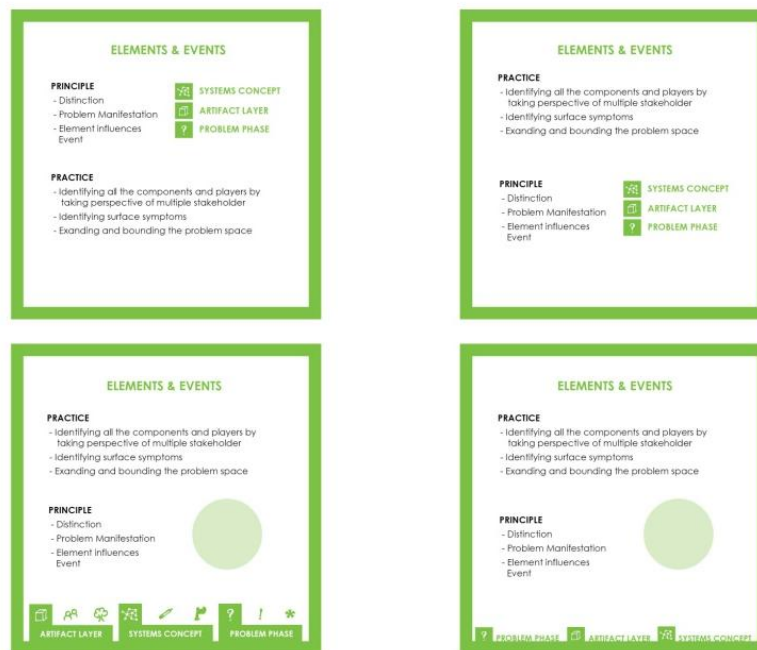 ELEMENTS & EVENTS
PRINCIPLE
- Distinction
- Problem Manifestation
- Element influences
Event
SYSTEMS CONCEPT
ARTIFACT LAYER
? PROBLEM PHASE
PRACTICE
- Identifying all the components and players by
taking perspective of multiple stakeholder
- Identifying surface symptoms
- Exanding and bounding the problem space
ELEMENTS & EVENTS
PRACTICE
- Identifying all the components and players by
taking perspective of multiple stakeholder
- Identifying surface symptoms
- Exanding and bounding the problem space
PRINCIPLE
- Distinction
- Problem Manifestation
- Element influences
Event
SYSTEMS CONCEPT
ARTIFACT LAYER
? PROBLEM PHASE
ELEMENTS & EVENTS
PRACTICE
- Identifying all the components and players by
taking perspective of multiple stakeholder
- Identifying surface symptoms
- Exanding and bounding the problem space
PRINCIPLE
- Distinction
- Problem Manifestation
- Element influences
Event
? ! *
ARTIFACT LAYER SYSTEMS CONCEPT PROBLEM PHASE
ELEMENTS & EVENTS
PRACTICE
- Identifying all the components and players by
taking perspective of multiple stakeholder
- Identifying surface symptoms
- Exanding and bounding the problem space
PRINCIPLE
- Distinction
- Problem Manifestation
- Element influences
Event
? PROBLEM PHASE ARTIFACT LAYER SYSTEMS CONCEPT